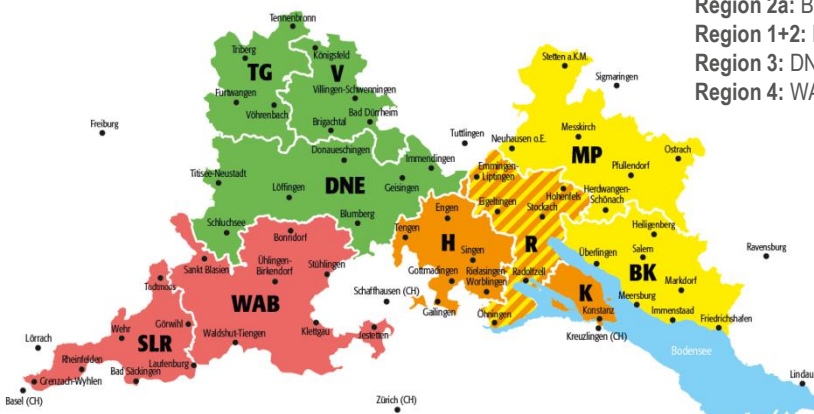 Region 2a: B
Region 1+2:
Region 3: DN
Region 4: WA
Tennenbronn
Triberg
Königsfeld
TG
V
Furtwangen
Villingen-Schwenningen
Vöhrenbach
Bad Dürrheim
Brigachtal
Freiburg
Donaueschingen
Immendingen
Titisee-Neustadt
DNE
Löffingen
Geisingen
Schluchsee
Blumberg
Tuttlingen
Neuhausen o.E.
Stetten a.K.M.
Sigmaringen
Messkirch
Ostrach
MP
Pfullendorf
Emmingen-
Liptingen
Hohenfels
Herdwangen-
Schönach
Eigeltingen
Stockach
Engen
Tengen
H
R
Singen
Gottmadingen
Rielasingen-
Worblingen
Radolfzell
Gailingen
Öhningen
Heiligenberg
Salem
Überlingen
BK
Markdorf
Ravensburg
K
Meersburg
Immenstaad
Konstanz
Friedrichshafen
Kreuzlingen (CH)
Bodensee
Lindau
Bonndorf
Sankt Blasien
Ühlingen-
Birkendorf
Stühlingen
Todtmoos
WAB
Schaffhausen (CH)
Görwihl
Wehr
Waldshut-Tiengen
Klettgau
Jestetten
Lörrach
SLR
Rheinfelden
Laufenburg
Grenzach-Wyhlen
Bad Säckingen
Basel (CH)
Zürich (CH)